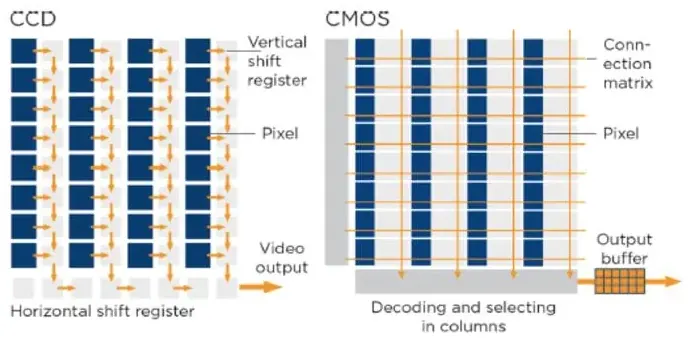 CCD
Vertical
shift
register
Pixel
Video
output
Horizontal shift register
CMOS
Conn-
ection
matrix
Pixel
Output
buffer
Decoding and selecting
in columns